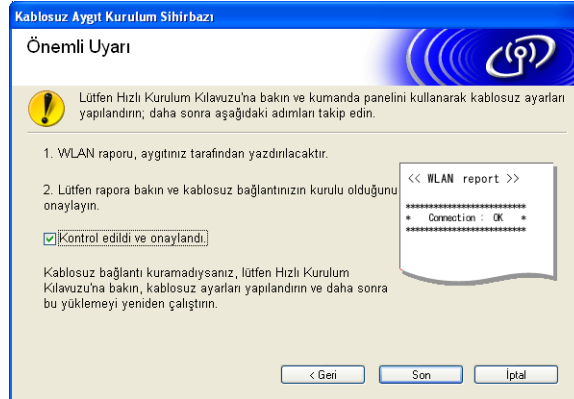 Kablosuz Aygıt Kurulum Sihirbazı
Önemli Uyarı
Lütfen Hızlı Kurulum Kılavuzu'na bakın ve kumanda panelini kullanarak kablosuz ayarları
yapılandırın; daha sonra aşağıdaki adımları takip edin.
1. WLAN raporu, aygıtınız tarafından yazdırılacaktır.
2. Lütfen rapora bakın ve kablosuz bağlantınızın kurulu olduğunu
onaylayın.
Kontrol edildi ve onaylandı.
Kablosuz bağlantı kuramadıysanız, lütfen Hızlı Kurulum
Kılavuzu'na bakın, kablosuz ayarları yapılandırın ve daha sonra
bu yüklemeyi yeniden çalıştırın.
<< WLAN report >>
****************************
* Connection : OK *
****************************
< Geri
Son
İptal